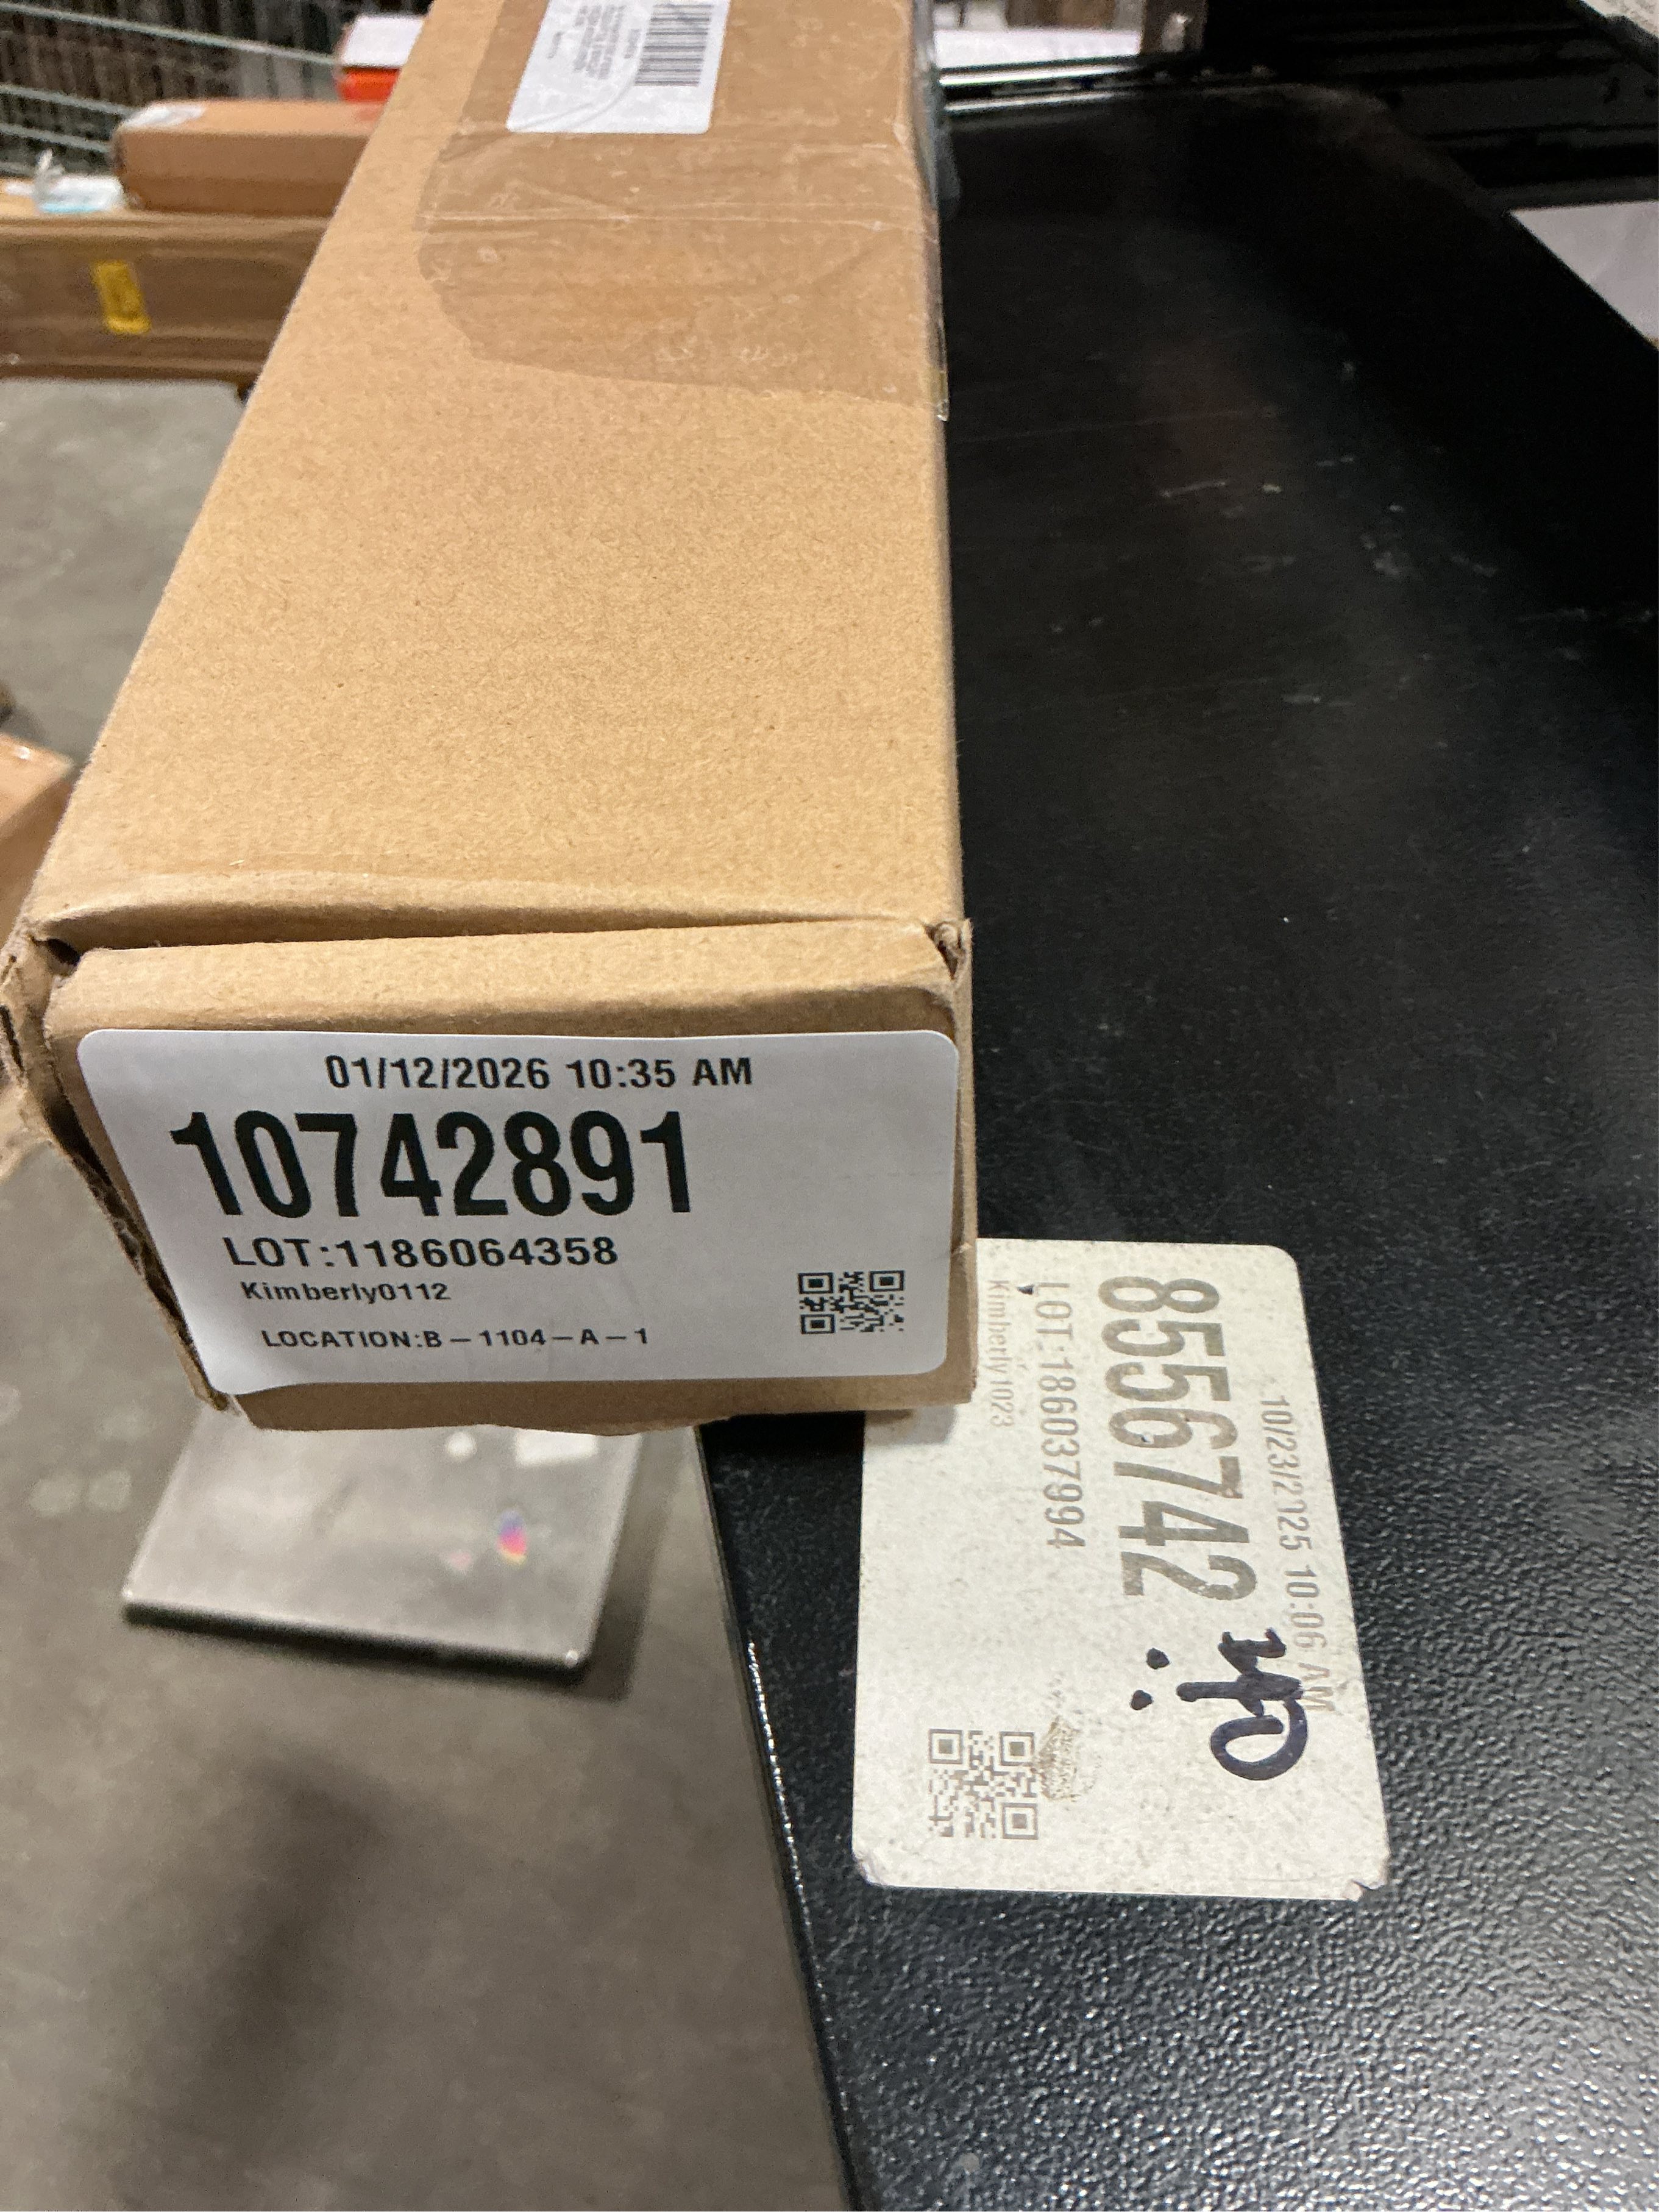 01/12/2026 10:35 AM
10742891
LOT:1186064358
Kimberly0112
LOCATION:B-1104-A-1
10/23/2025 10:06 AM
8556742
LOT:1186037994
Kimberly1023